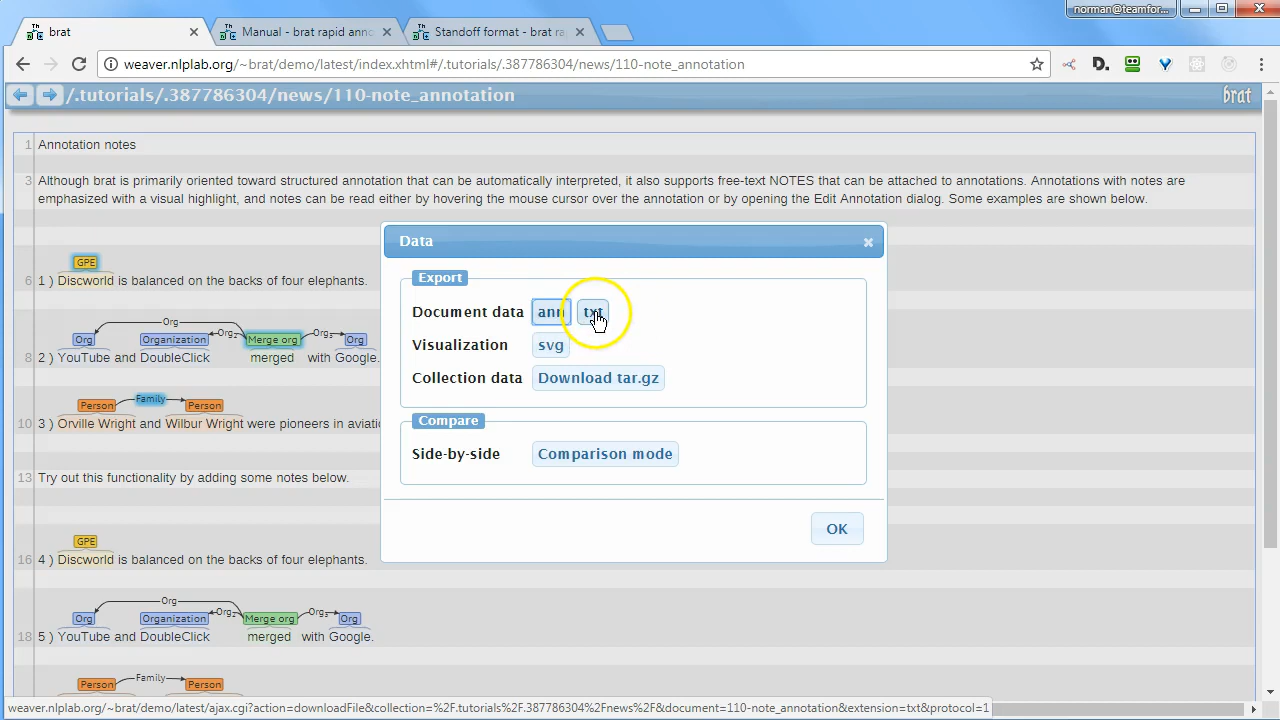 norman@teamfor...
brat
Manual - brat rapid anno
Standoff format - brat ra
weaver.nlplab.org/~brat/demo/latest/index.xhtml#/.tutorials/.387786304/news/110-note_annotation
/.tutorials/.387786304/news/110-note_annotation
brat
1 Annotation notes
3 Although brat is primarily oriented toward structured annotation that can be automatically interpreted, it also supports free-text NOTES that can be attached to annotations. Annotations with notes are
emphasized with a visual highlight, and notes can be read either by hovering the mouse cursor over the annotation or by opening the Edit Annotation dialog. Some examples are shown below.
GPE
6 1 ) Discworld is balanced on the backs of four elephants.
Org
Org Organization Org Merge org Org Org
8 2 ) YouTube and DoubleClick merged with Google.
Person Family Person
10 3 ) Orville Wright and Wilbur Wright were pioneers in aviatio
13 Try out this functionality by adding some notes below.
GPE
16 4 ) Discworld is balanced on the backs of four elephants.
Org
Org Organization Org Merge org Org Org
18 5 ) YouTube and DoubleClick merged with Google.
Person Family Person
Data
Export
Document data ann txt
Visualization svg
Collection data Download tar.gz
Compare
Side-by-side Comparison mode
OK
weaver.nlplab.org/~brat/demo/latest/ajax.cgi?action=downloadFile&collection=%2F.tutorials%2F.387786304%2Fnews%2F&document=110-note_annotation&extension=txt&protocol=1